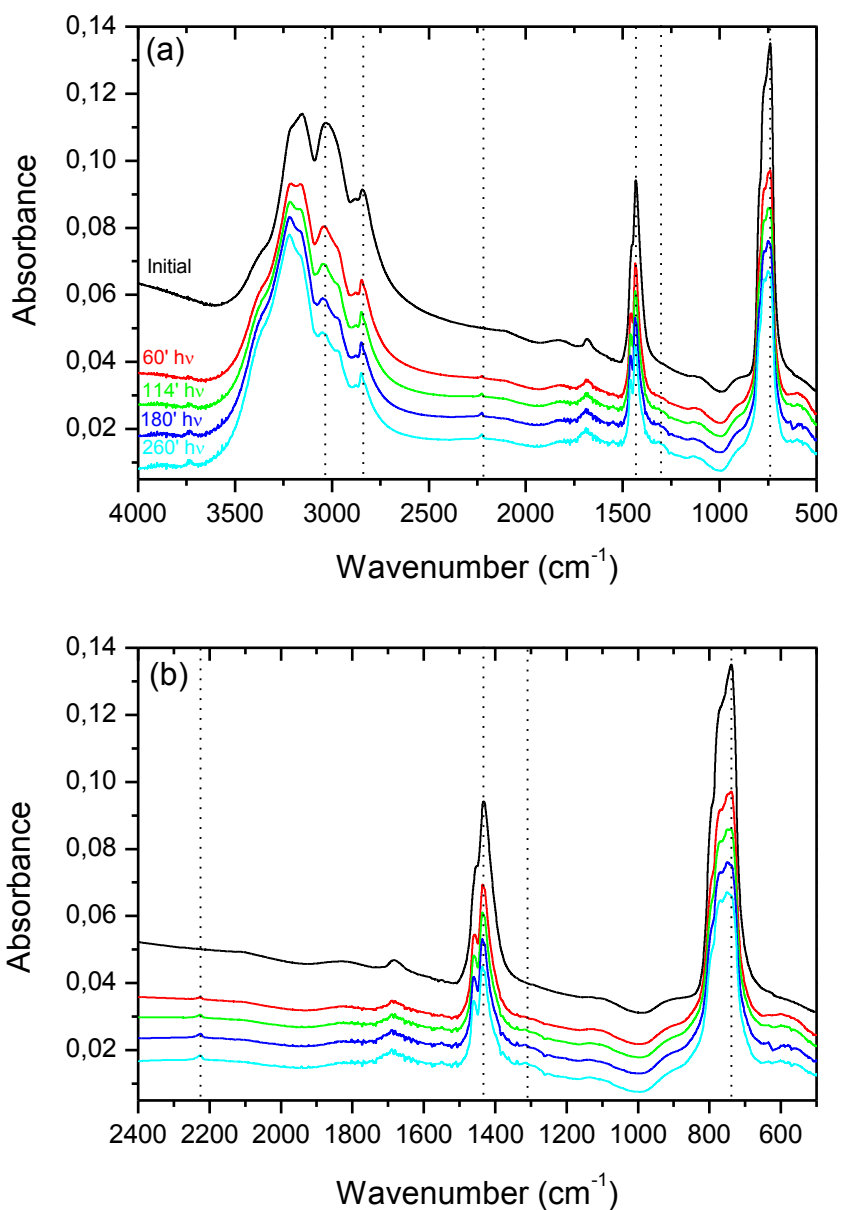 (a)
0,14
0,12
0,10
0,08
0,06
0,04
0,02
Absorbance
Initial
60' hν
114' hν
180' hν
260' hν
4000 3500 3000 2500 2000 1500 1000 500
Wavenumber (cm-1)
(b)
0,14
0,12
0,10
0,08
0,06
0,04
0,02
Absorbance
2400 2200 2000 1800 1600 1400 1200 1000 800 600
Wavenumber (cm-1)